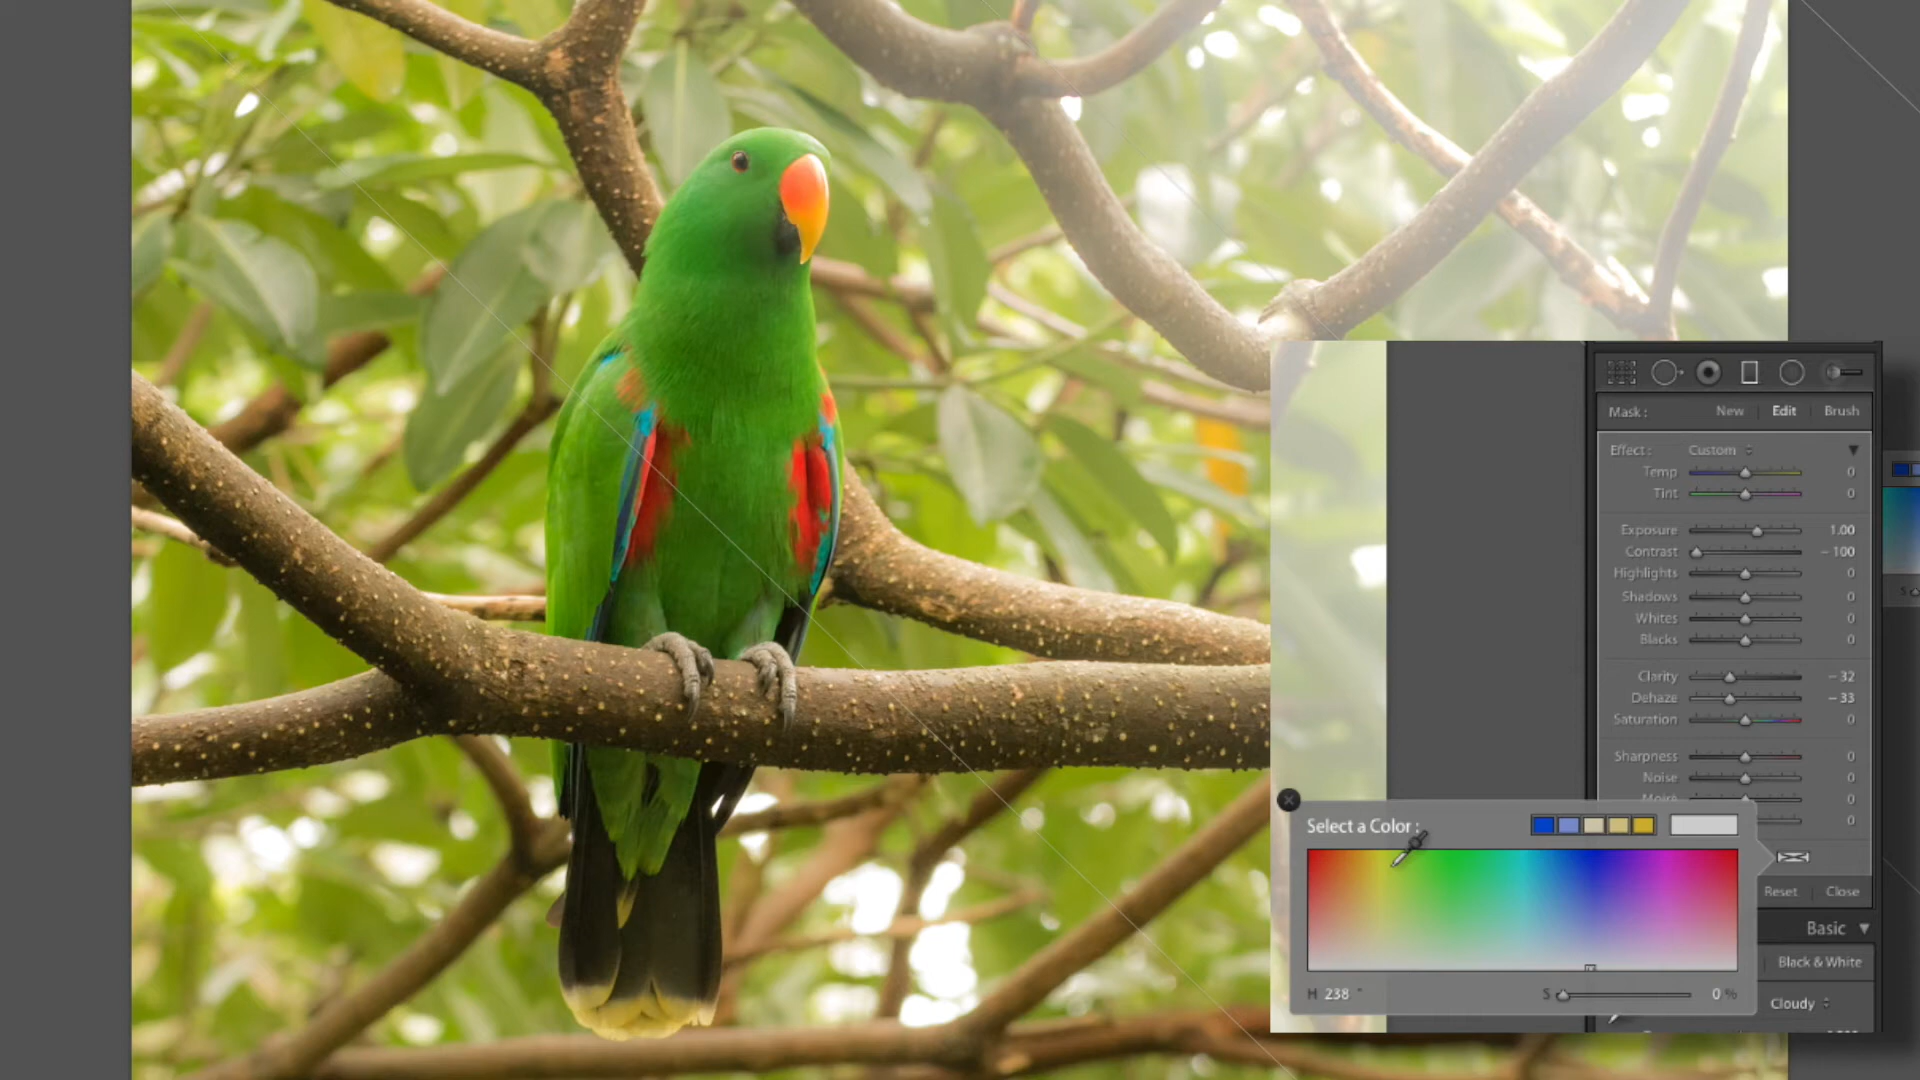 Mask : New Edit Brush
Effect : Custom
Temp 0
Tint 0
Exposure 1.00
Contrast – 100
Highlights 0
Shadows 0
Whites 0
Blacks 0
Clarity – 32
Dehaze – 33
Saturation 0
Sharpness 0
Noise 0
Moiré 0
0
Select a Color :
Reset Close
Basic
Black & White
H 238 ° S 0 %
Cloudy
S